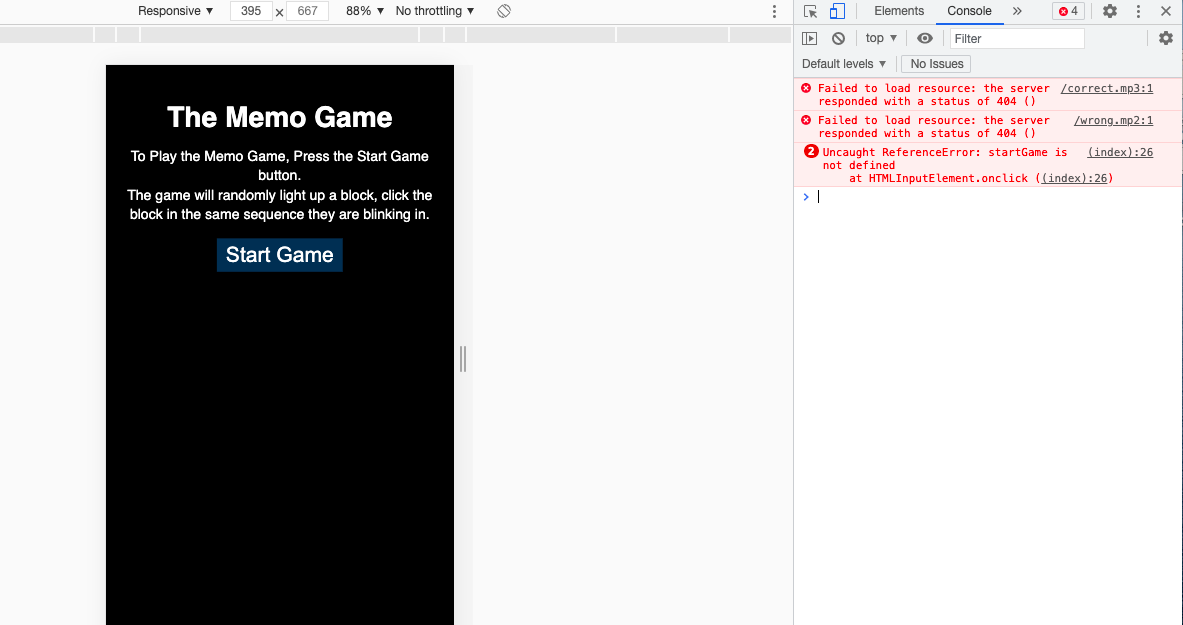 Responsive ▼ 395 × 667 88% ▼ No throttling ▼
Elements Console » 4
top ▼ Filter
Default levels ▼ No Issues
The Memo Game
To Play the Memo Game, Press the Start Game
button.
The game will randomly light up a block, click the
block in the same sequence they are blinking in.
Start Game
Failed to load resource: the server /correct.mp3:1
responded with a status of 404 ()
Failed to load resource: the server /wrong.mp2:1
responded with a status of 404 ()
2 Uncaught ReferenceError: startGame is (index):26
not defined
at HTMLInputElement.onclick ((index):26)